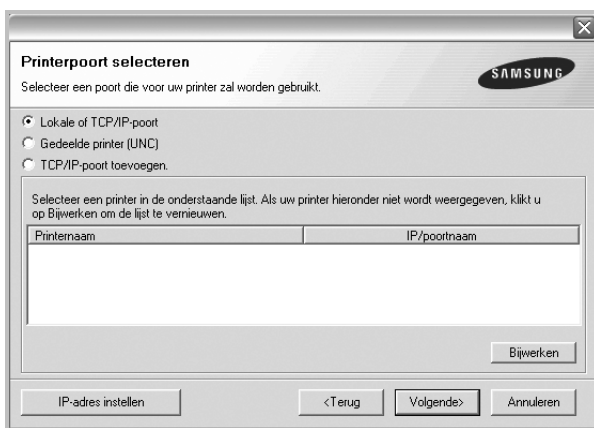 Printerpoort selecteren
SAMSUNG
Selecteer een poort die voor uw printer zal worden gebruikt.
Lokale of TCP/IP-poort
Gedeelde printer (UNC)
TCP/IP-poort toevoegen.
Selecteer een printer in de onderstaande lijst. Als uw printer hieronder niet wordt weergegeven, klikt u
op Bijwerken om de lijst te vernieuwen.
Printernaam IP/poortnaam
Bijwerken
IP-adres instellen <Terug Volgende> Annuleren